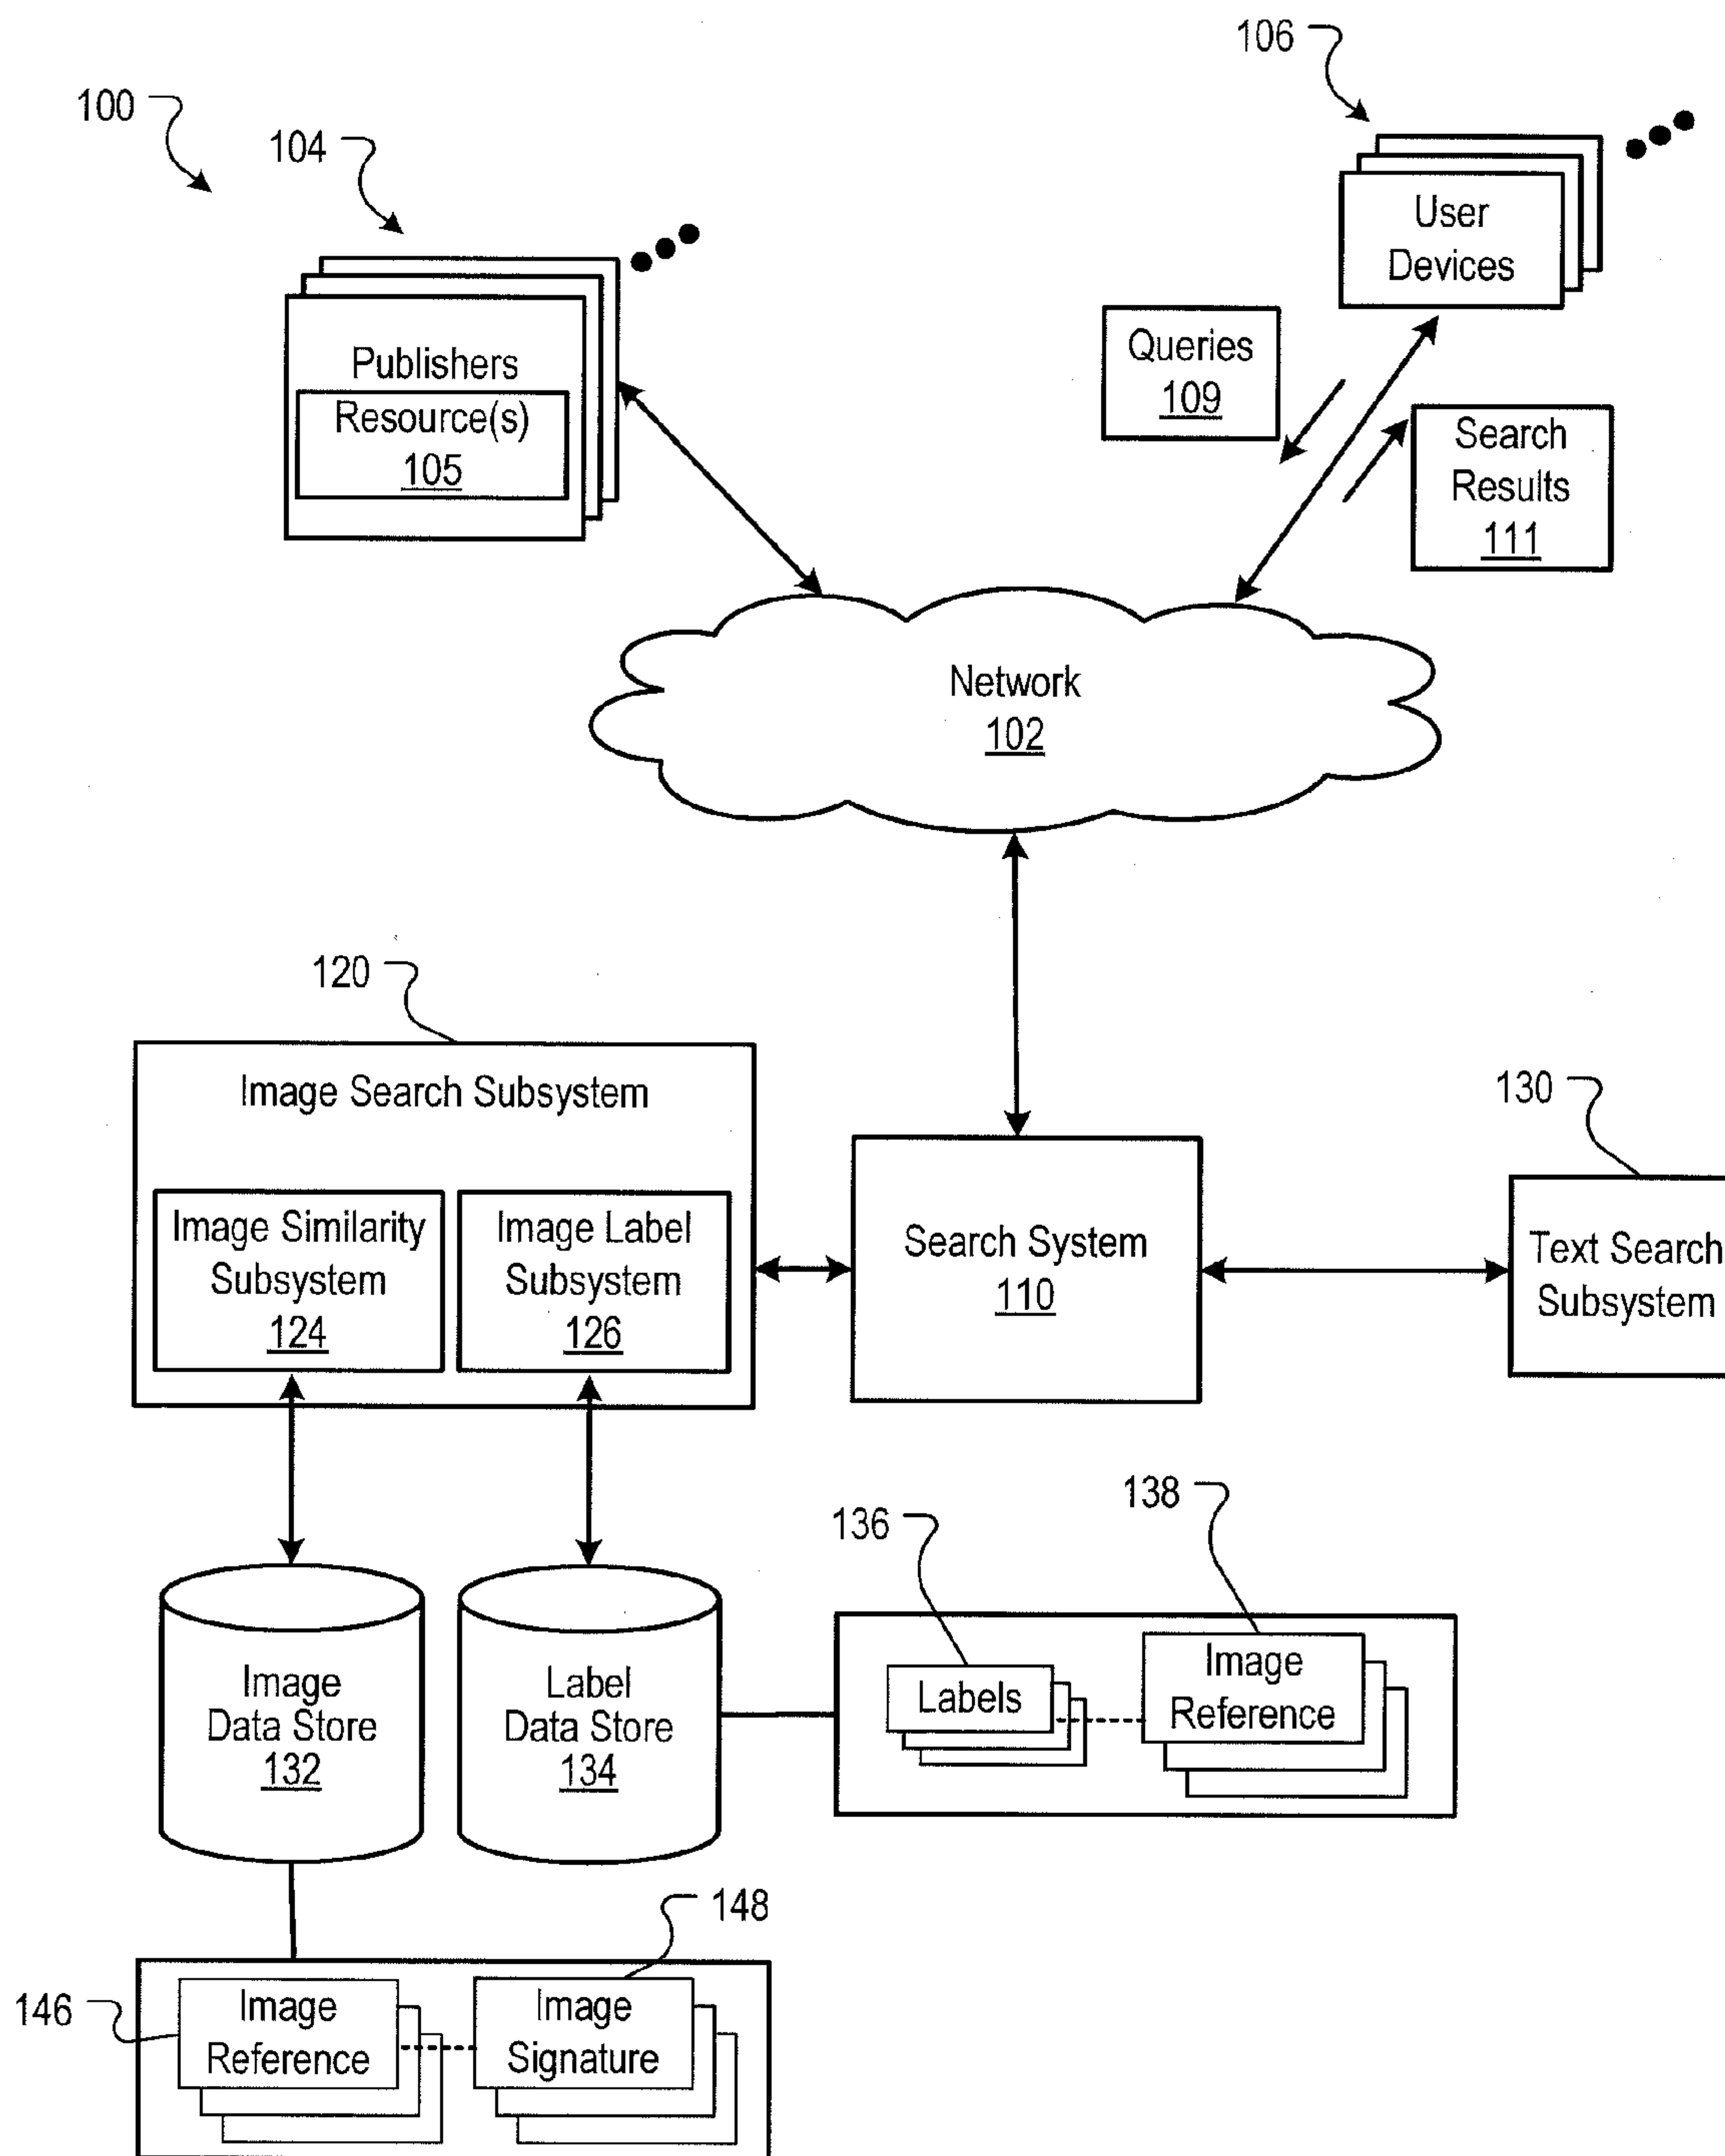 106
100
104
User
Devices
Publishers
Resource(s)
105
Queries
109
Search
Results
111
Network
102
120
Image Search Subsystem
Image Similarity
Subsystem
124
Image Label
Subsystem
126
Search System
110
130
Text Search
Subsystem
136
138
Image
Data Store
132
Label
Data Store
134
Labels
Image
Reference
148
146
Image
Reference
Image
Signature